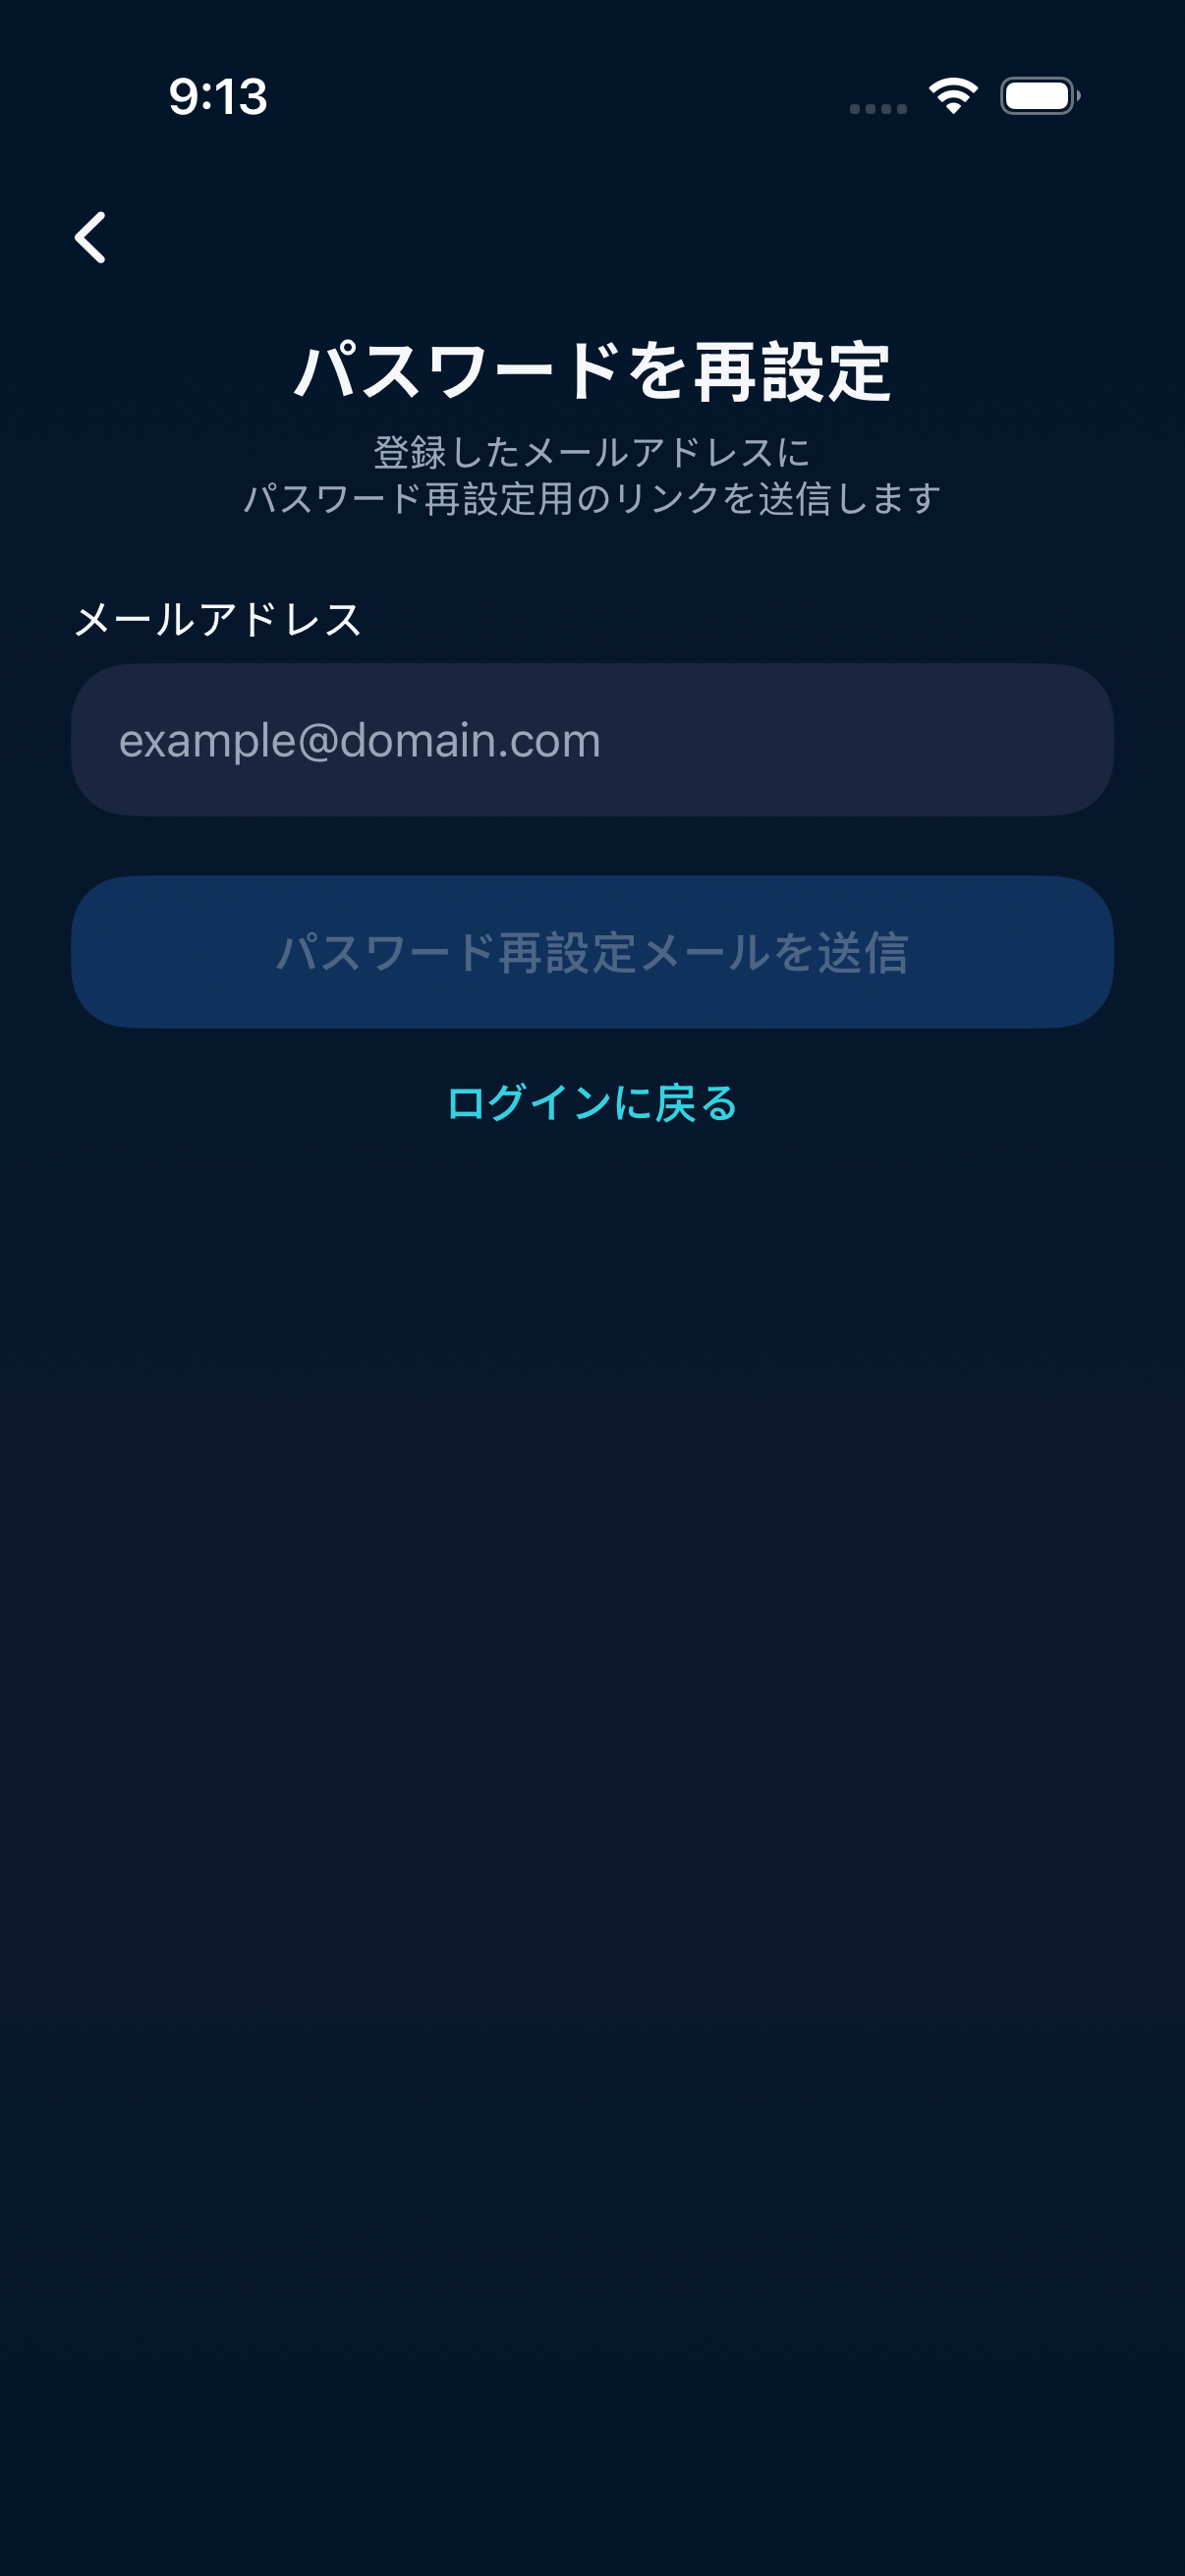 9:13
パスワードを再設定
登録したメールアドレスに
パスワード再設定用のリンクを送信します
メールアドレス
example@domain.com
パスワード再設定メールを送信
ログインに戻る